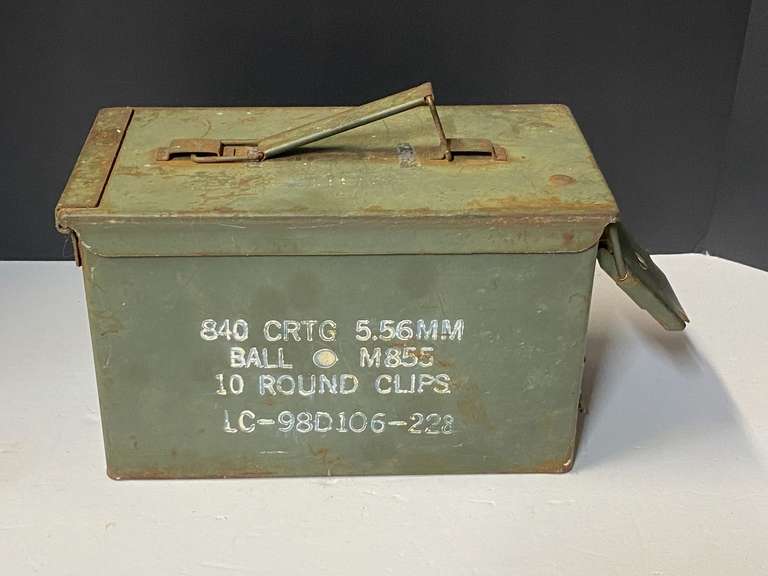 840 CRTG 5.56MM
BALL M855
10 ROUND CLIPS
LC-98D106-228